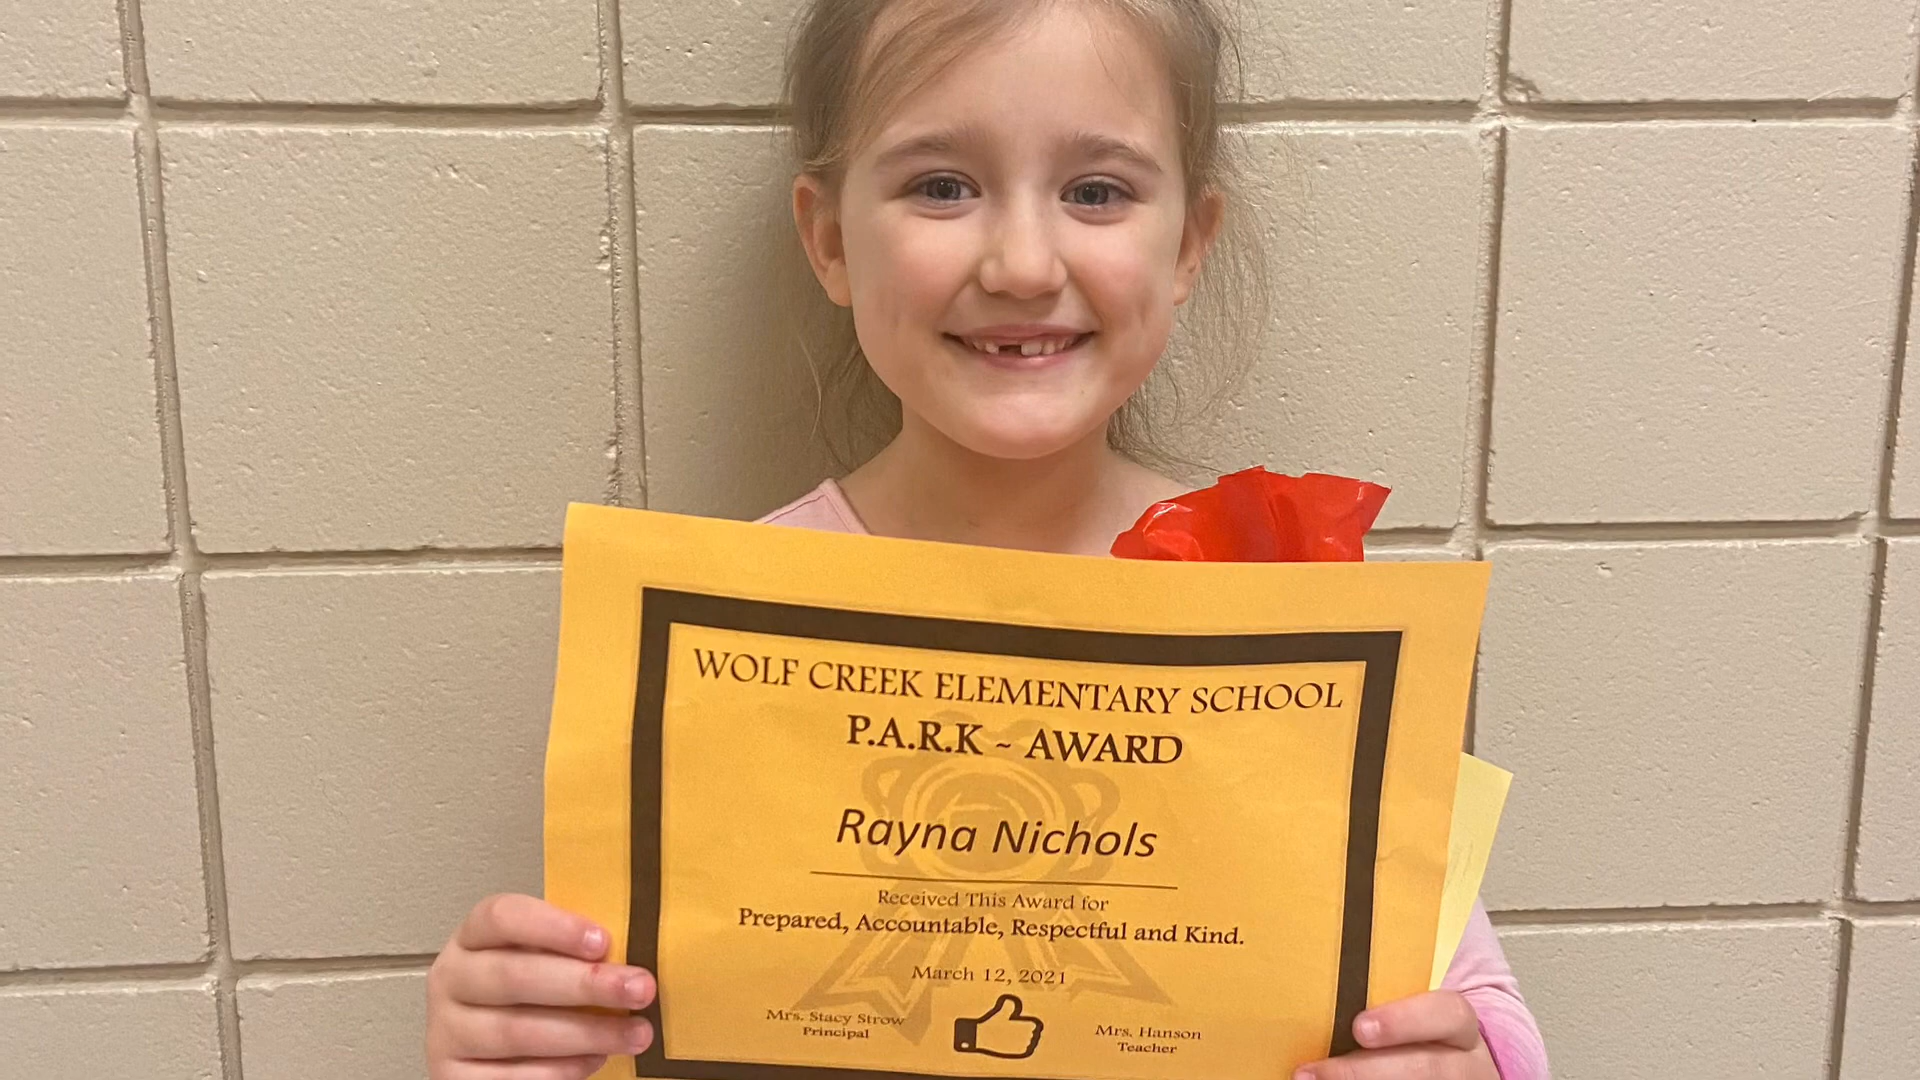 WOLF CREEK ELEMENTARY SCHOOL
P.A.R.K ~ AWARD
Rayna Nichols
Received This Award for
Prepared, Accountable, Respectful and Kind.
March 12, 2021
Mrs. Stacy Strow
Principal
Mrs. Hanson
Teacher